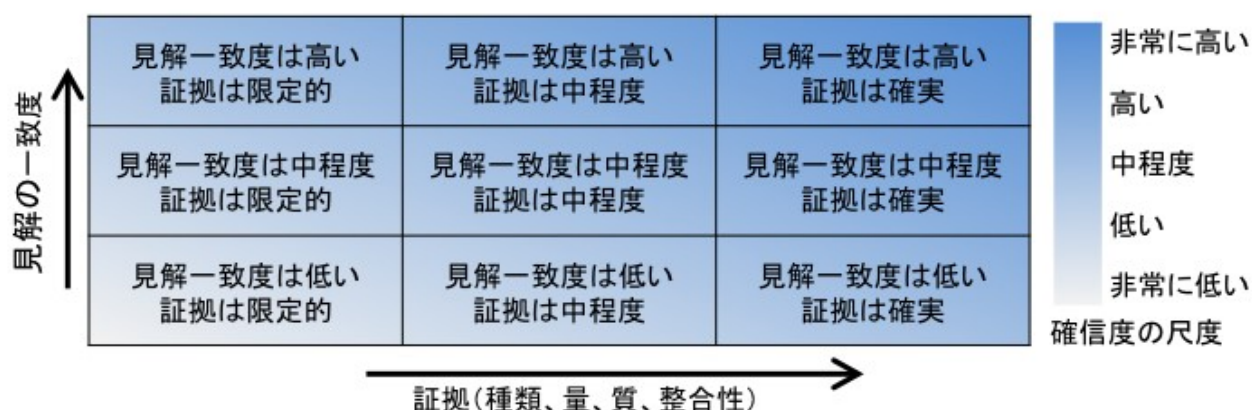 見解の一致度
見解一致度は高い
証拠は限定的
見解一致度は高い
証拠は中程度
見解一致度は高い
証拠は確実
見解一致度は中程度
証拠は限定的
見解一致度は中程度
証拠は中程度
見解一致度は中程度
証拠は確実
見解一致度は低い
証拠は限定的
見解一致度は低い
証拠は中程度
見解一致度は低い
証拠は確実
証拠(種類、量、質、整合性)
非常に高い
高い
中程度
低い
非常に低い
確信度の尺度